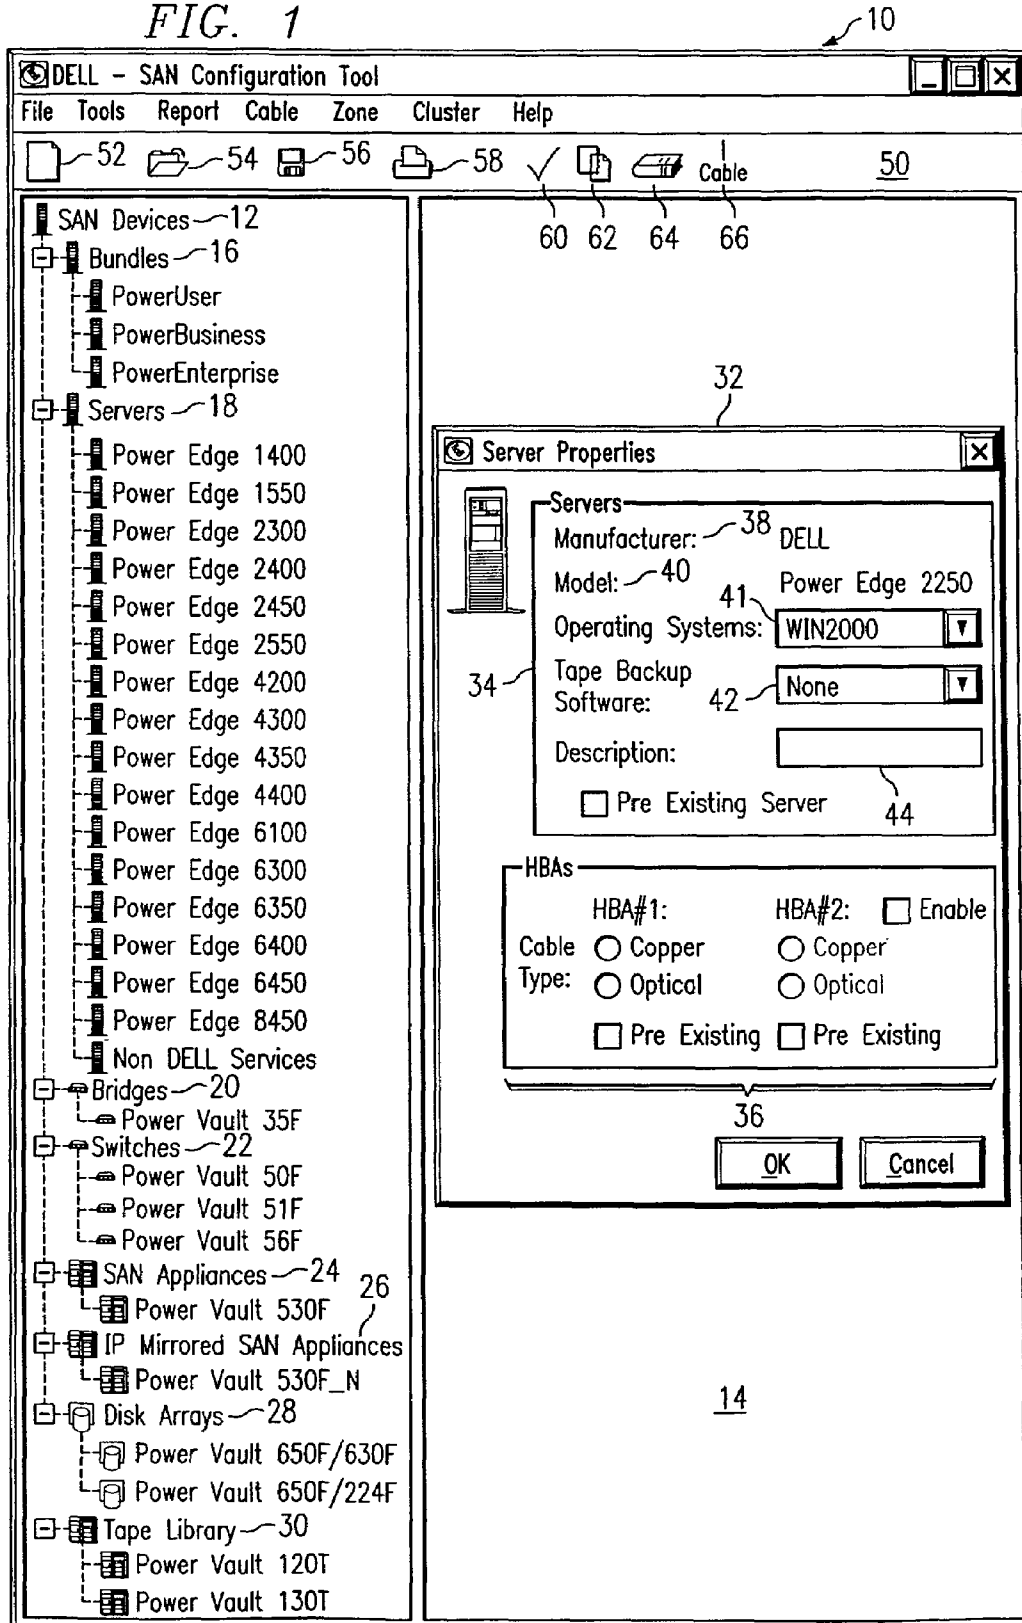 FIG. 1
10
DELL – SAN Configuration Tool
File Tools Report Cable Zone Cluster Help
52 54 56 58 Cable 50
60 62 64 66
SAN Devices 12
Bundles 16
PowerUser
PowerBusiness
PowerEnterprise
Servers 18
Power Edge 1400
Power Edge 1550
Power Edge 2300
Power Edge 2400
Power Edge 2450
Power Edge 2550
Power Edge 4200
Power Edge 4300
Power Edge 4350
Power Edge 4400
Power Edge 6100
Power Edge 6300
Power Edge 6350
Power Edge 6400
Power Edge 6450
Power Edge 8450
Non DELL Services
Bridges 20
Power Vault 35F
Switches 22
Power Vault 50F
Power Vault 51F
Power Vault 56F
SAN Appliances 24
26
Power Vault 530F
IP Mirrored SAN Appliances
Power Vault 530F_N
Disk Arrays 28
Power Vault 650F/630F
Power Vault 650F/224F
Tape Library 30
Power Vault 120T
Power Vault 130T
32
Server Properties
Servers
Manufacturer: 38 DELL
Model: 40 Power Edge 2250
41
Operating Systems: WIN2000
34
Tape Backup
Software: 42 None
Description:
44
Pre Existing Server
HBAs
HBA#1: HBA#2: Enable
Cable Copper Copper
Type: Optical Optical
Pre Existing Pre Existing
36
OK Cancel
14